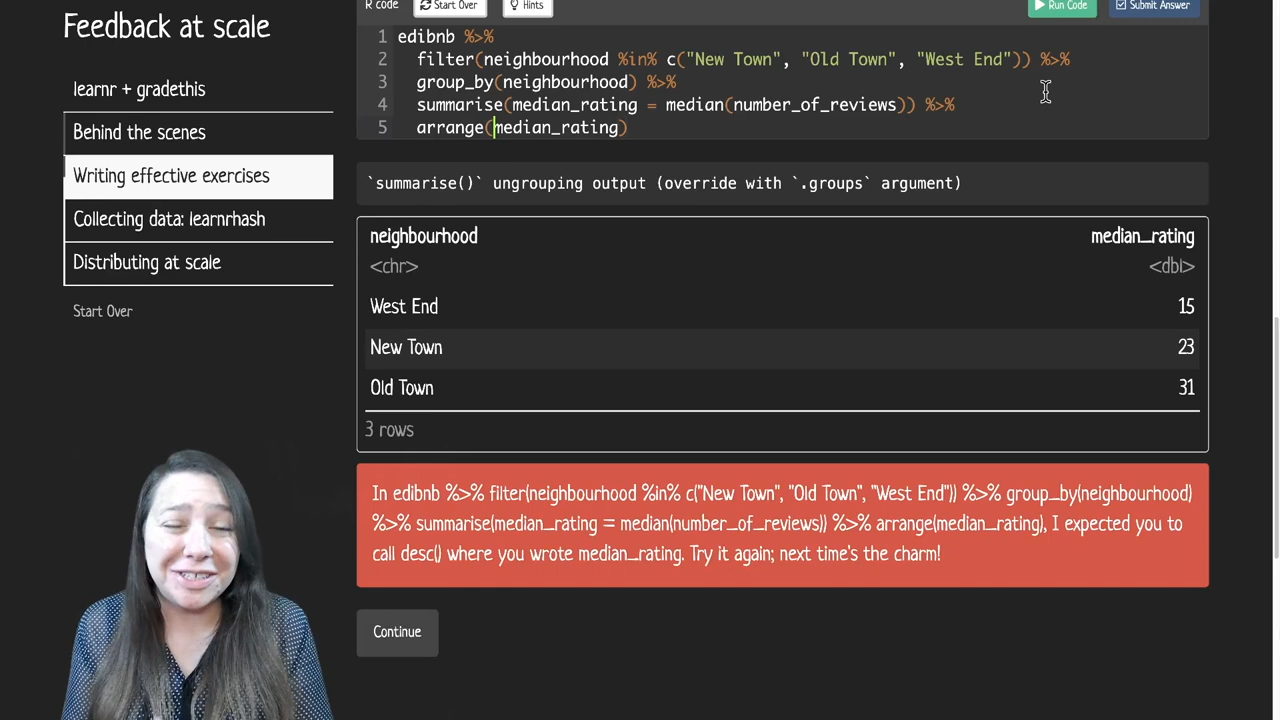 Feedback at scale
learnr + gradethis
Behind the scenes
Writing effective exercises
Collecting data: learnrhash
Distributing at scale
Start Over
R code Start Over Hints Run Code Submit Answer
1 edibnb %>%
2 filter(neighbourhood %in% c("New Town", "Old Town", "West End")) %>%
3 group_by(neighbourhood) %>%
4 summarise(median_rating = median(number_of_reviews)) %>%
5 arrange(median_rating)
`summarise()` ungrouping output (override with `.groups` argument)
neighbourhood median_rating
<chr> <dbl>
West End 15
New Town 23
Old Town 31
3 rows
In edibnb %>% filter(neighbourhood %in% c("New Town", "Old Town", "West End")) %>% group_by(neighbourhood)
%>% summarise(median_rating = median(number_of_reviews)) %>% arrange(median_rating), I expected you to
call desc() where you wrote median_rating. Try it again; next time's the charm!
Continue